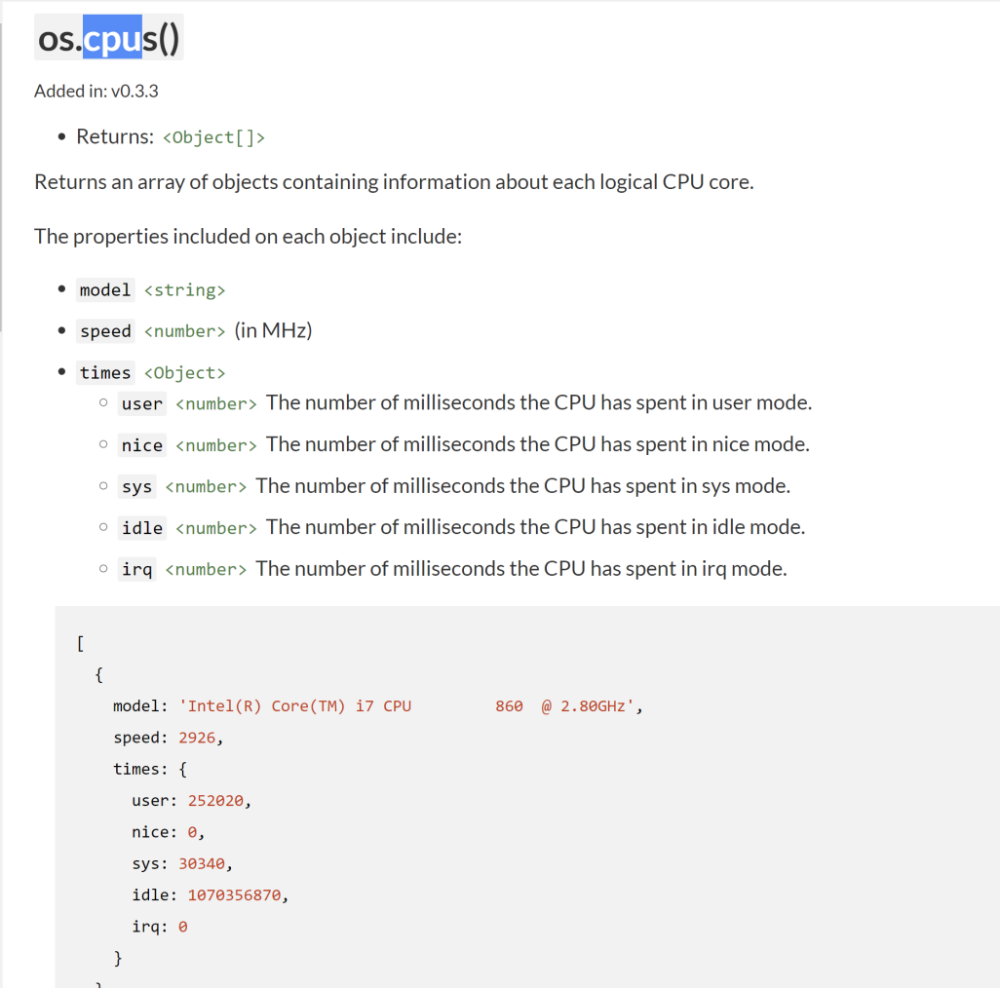 os.cpus()
Added in: v0.3.3
Returns: <Object[]>
Returns an array of objects containing information about each logical CPU core.
The properties included on each object include:
model <string>
speed <number> (in MHz)
times <Object>
user <number> The number of milliseconds the CPU has spent in user mode.
nice <number> The number of milliseconds the CPU has spent in nice mode.
sys <number> The number of milliseconds the CPU has spent in sys mode.
idle <number> The number of milliseconds the CPU has spent in idle mode.
irq <number> The number of milliseconds the CPU has spent in irq mode.
[
  {
    model: 'Intel(R) Core(TM) i7 CPU         860  @ 2.80GHz',
    speed: 2926,
    times: {
      user: 252020,
      nice: 0,
      sys: 30340,
      idle: 1070356870,
      irq: 0
    }